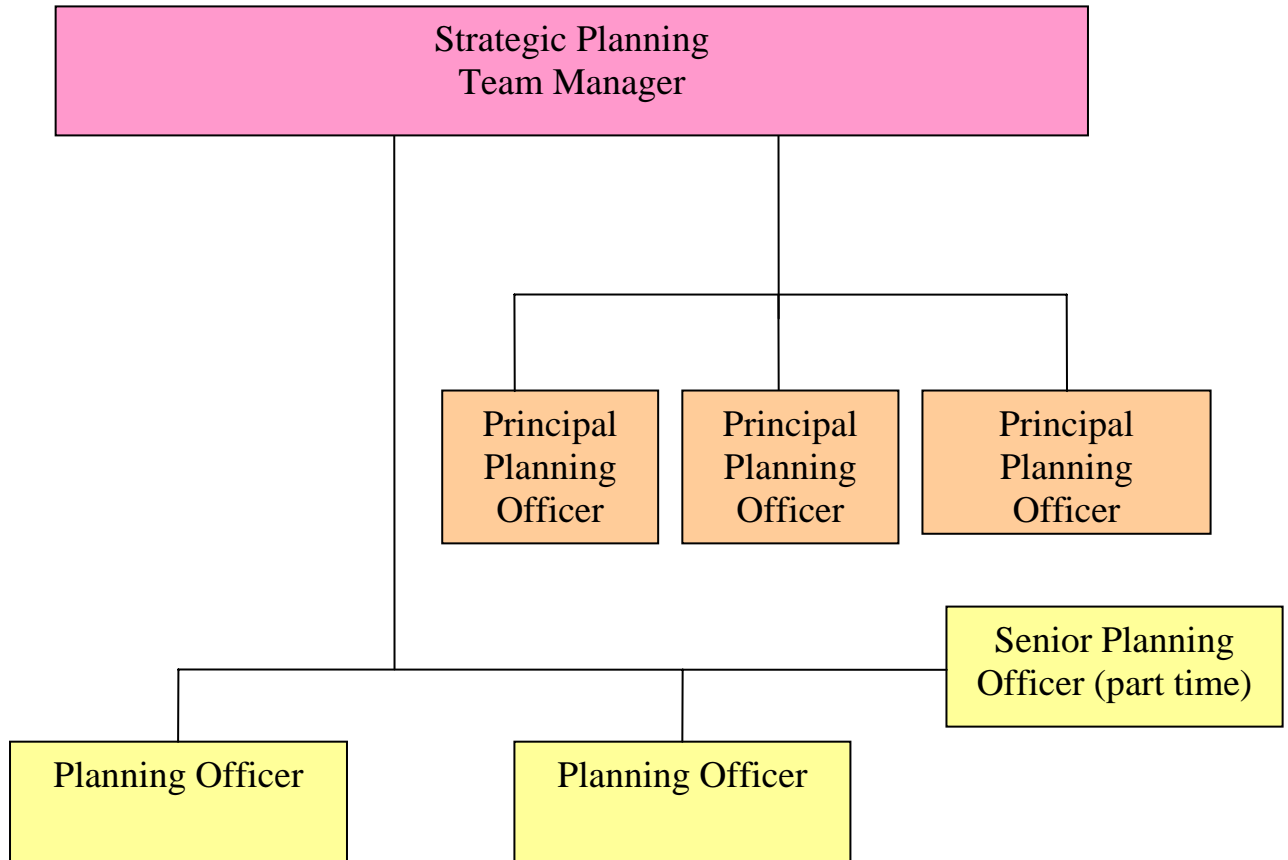 Strategic Planning
Team Manager
Principal
Planning
Officer
Principal
Planning
Officer
Principal
Planning
Officer
Senior Planning
Officer (part time)
Planning Officer
Planning Officer